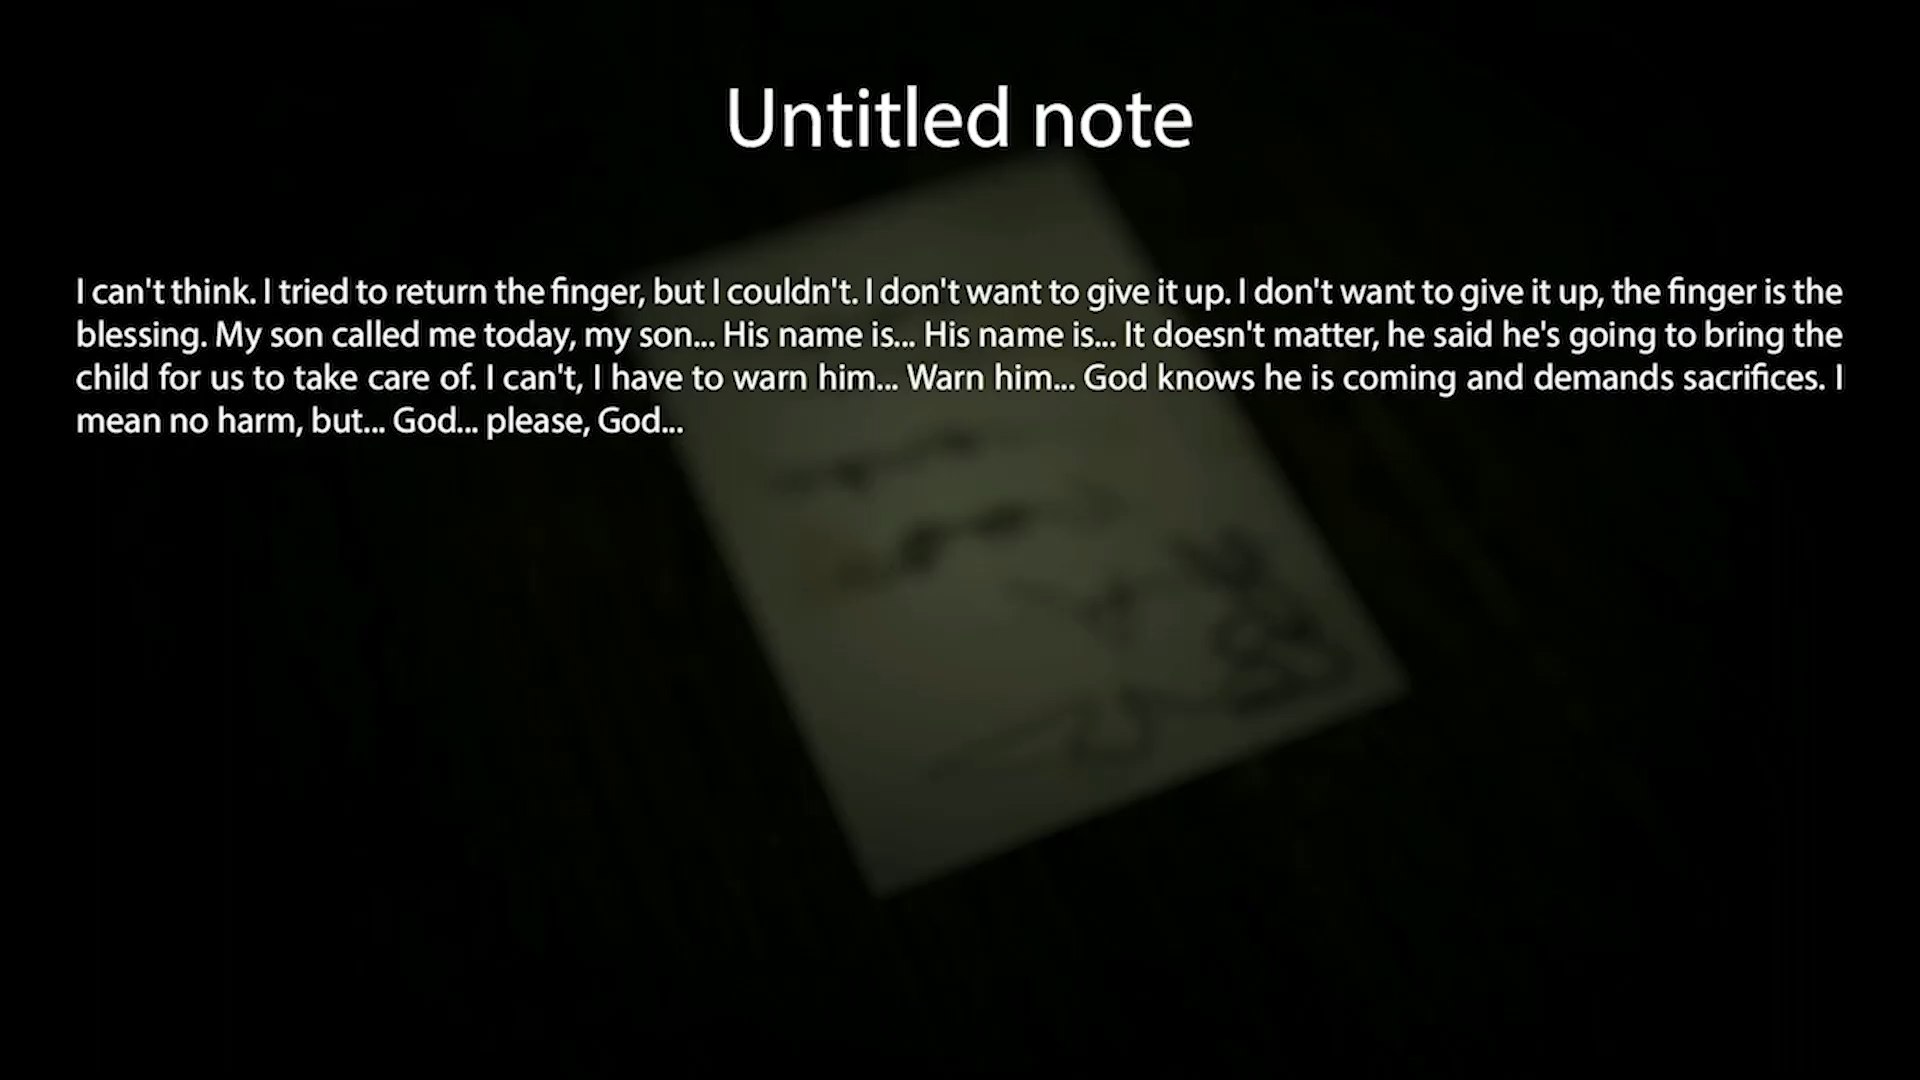 Untitled note
I can't think. I tried to return the finger, but I couldn't. I don't want to give it up. I don't want to give it up, the finger is the
blessing. My son called me today, my son... His name is... His name is... It doesn't matter, he said he's going to bring the
child for us to take care of. I can't, I have to warn him... Warn him... God knows he is coming and demands sacrifices. I
mean no harm, but... God... please, God...